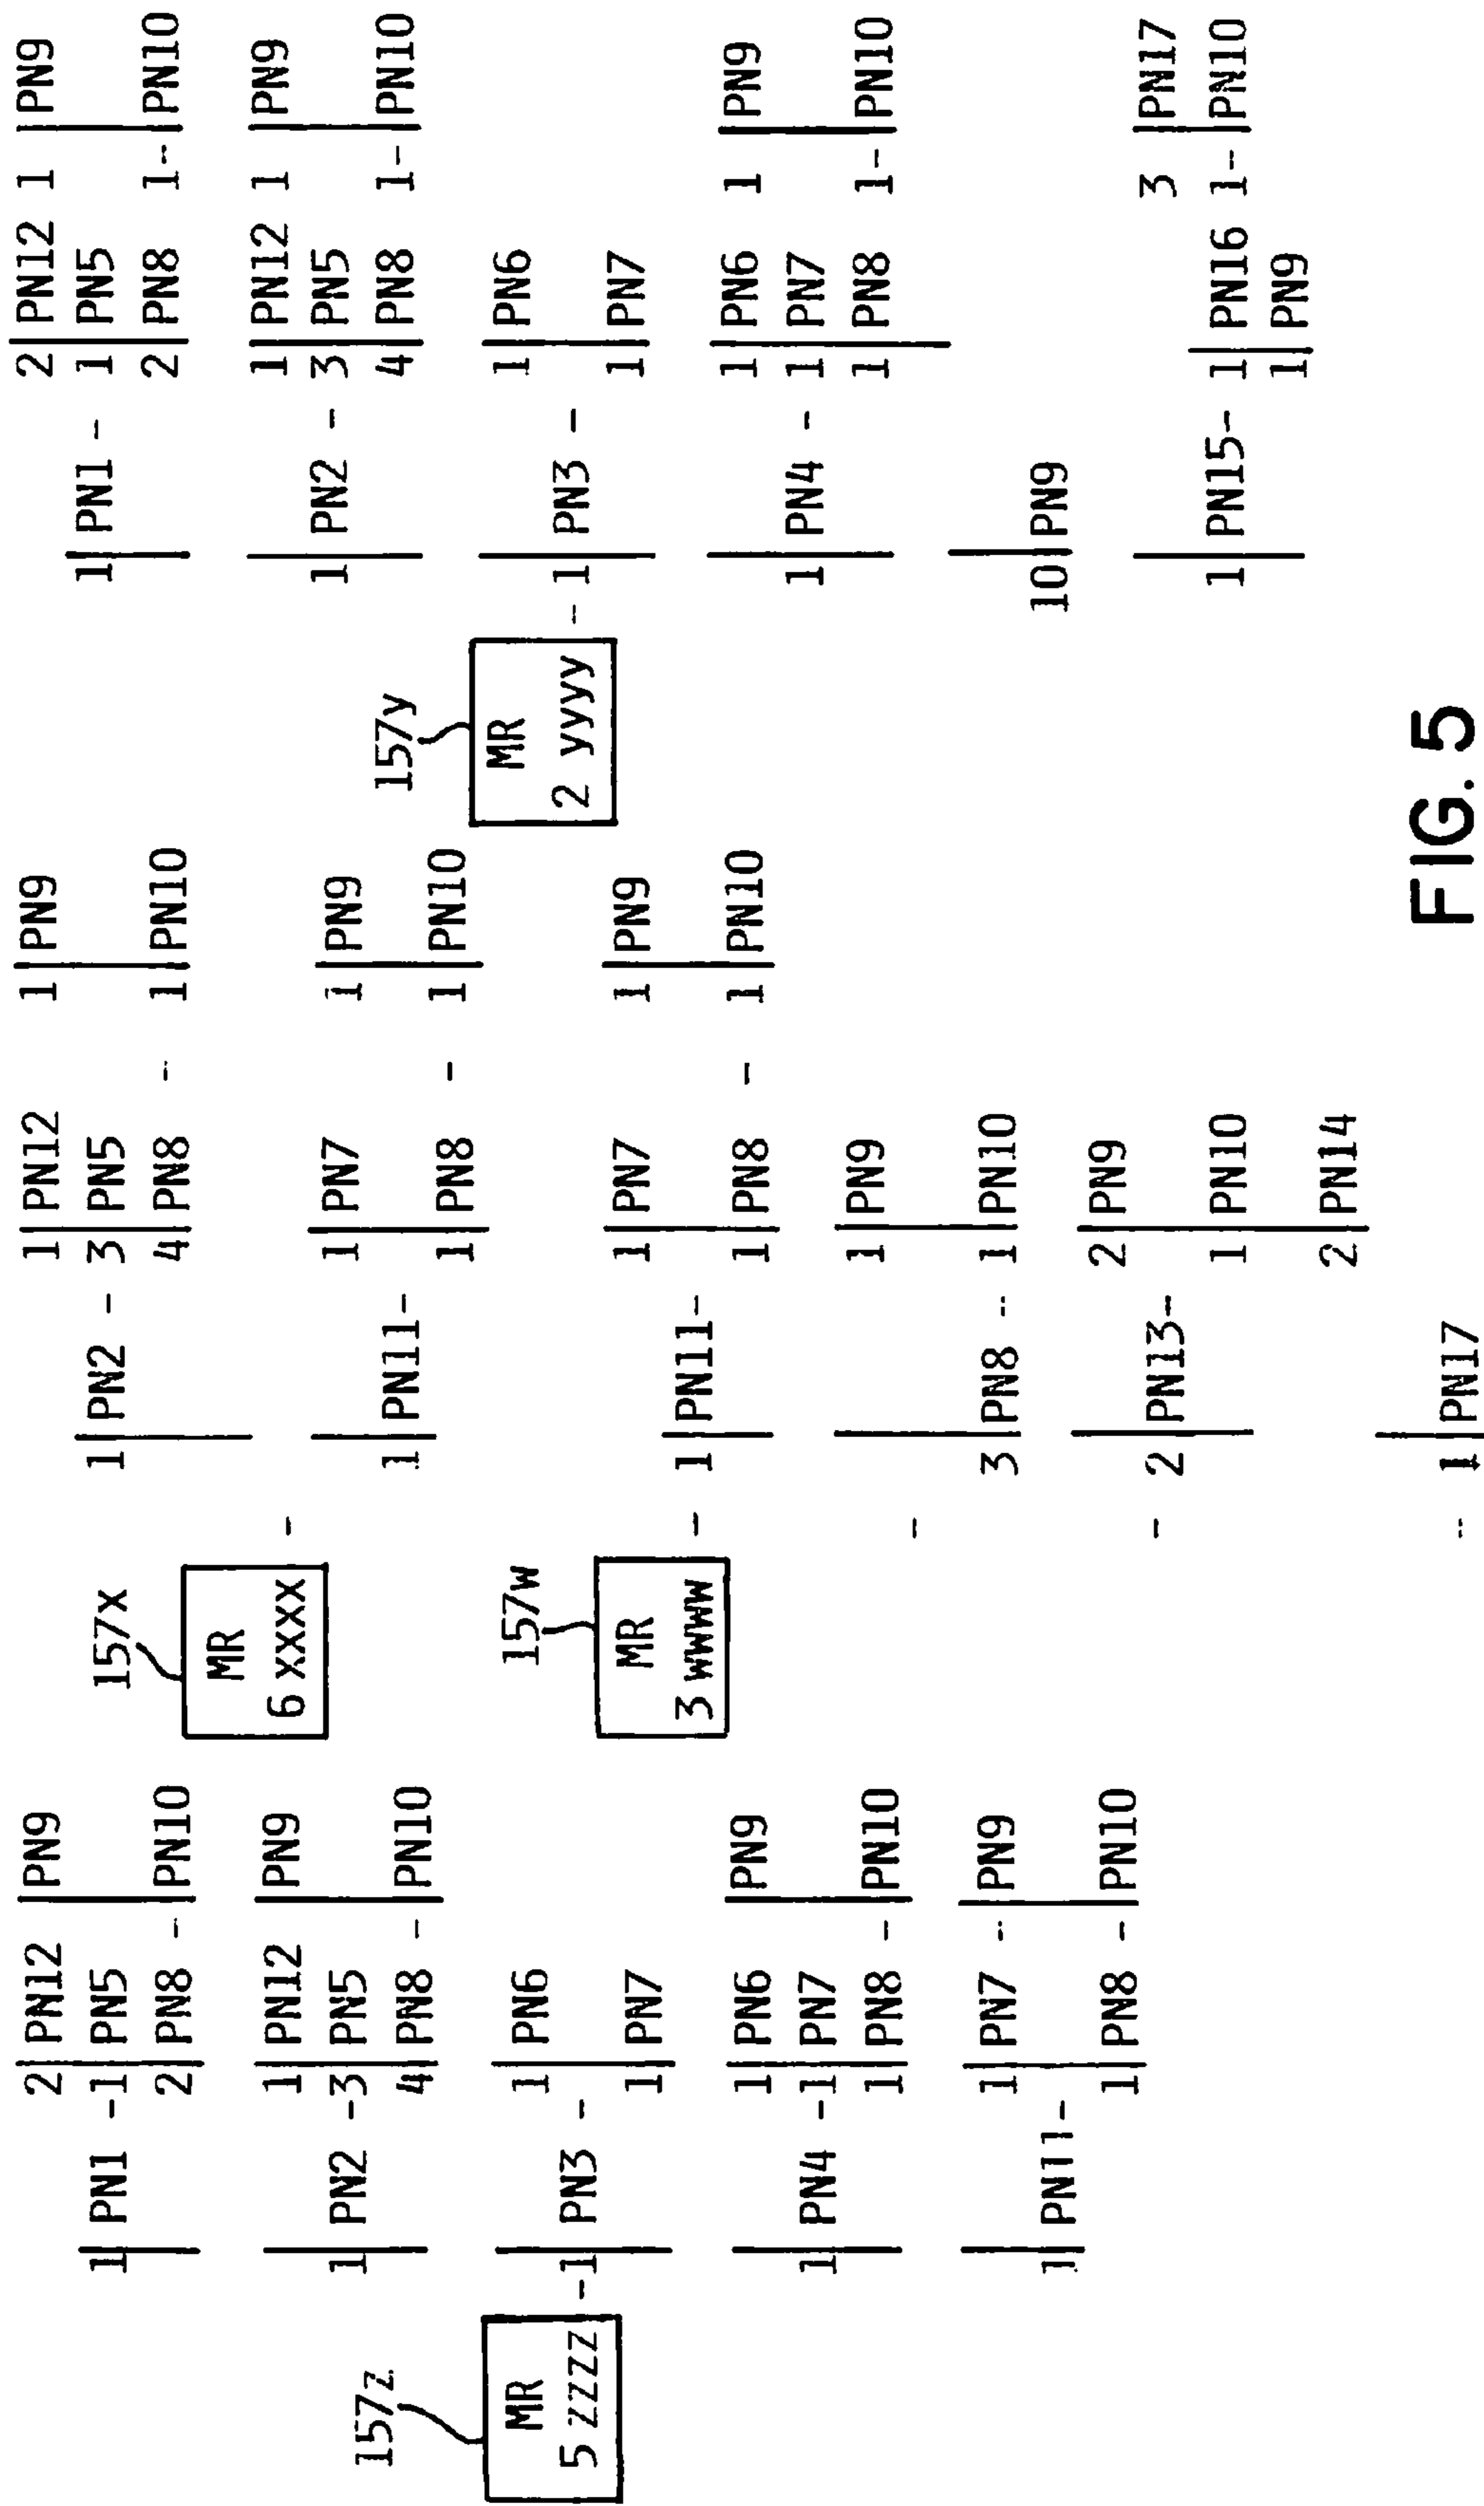 157z
MR
5 zzzz
- 1 PN3 -
1 PN1 -
2 PN12
1 PN5
2 PN8 -
PN9
PN10
1 PN2 -
1 PN12
3 PN5
4 PN8 -
PN9
PN10
1 PN6
1 PN7
1 PN4 -
1 PN6
1 PN7
1 PN8 -
PN9
PN10
1 PN11 -
1 PN7 -
1 PN8 -
PN9
PN10
157x
MR
6 xxxx
-
1 PN2 -
1 PN12
3 PN5
4 PN8 -
1 PN9
1 PN10
1 PN11 -
1 PN7
1 PN8 -
1 PN9
1 PN10
157w
MR
3 wwww
-
1 PN11 -
1 PN7
1 PN8 -
1 PN9
1 PN10
-
3 PN8 -
1 PN9
1 PN10
-
2 PN13 -
2 PN9
1 PN10
2 PN14
-
1 PN17
157y
MR
2 yyyy
- 1 PN3 -
1 PN1 -
2 PN12
1 PN5
2 PN8
1 PN9
1- PN10
1 PN2 -
1 PN12
3 PN5
4 PN8
1 PN9
1- PN10
1 PN6
1 PN7
1 PN4 -
1 PN6
1 PN7
1 PN8
1 PN9
1- PN10
10 PN9
1 PN15 -
1 PN16
1 PN9
3 PN17
1- PN10
FIG. 5